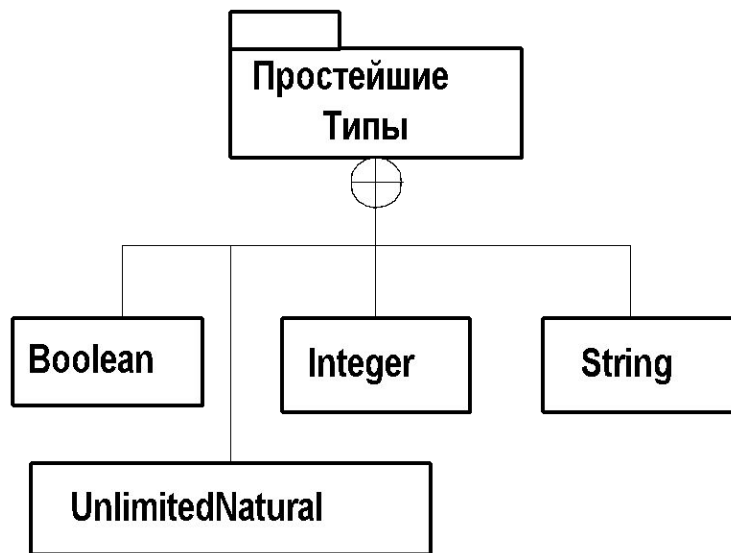 Простейшие
Типы
Boolean
Integer
String
UnlimitedNatural